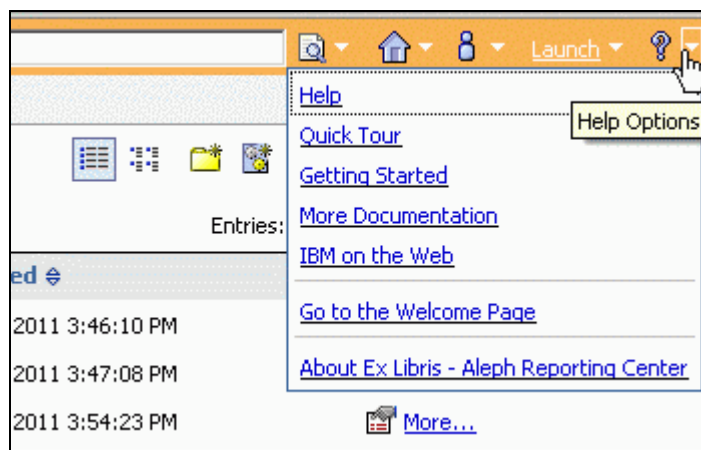 Launch
Help
Help Options
Quick Tour
Getting Started
More Documentation
Entries:
IBM on the Web
ed
Go to the Welcome Page
2011 3:46:10 PM
2011 3:47:08 PM
About Ex Libris - Aleph Reporting Center
2011 3:54:23 PM
More...